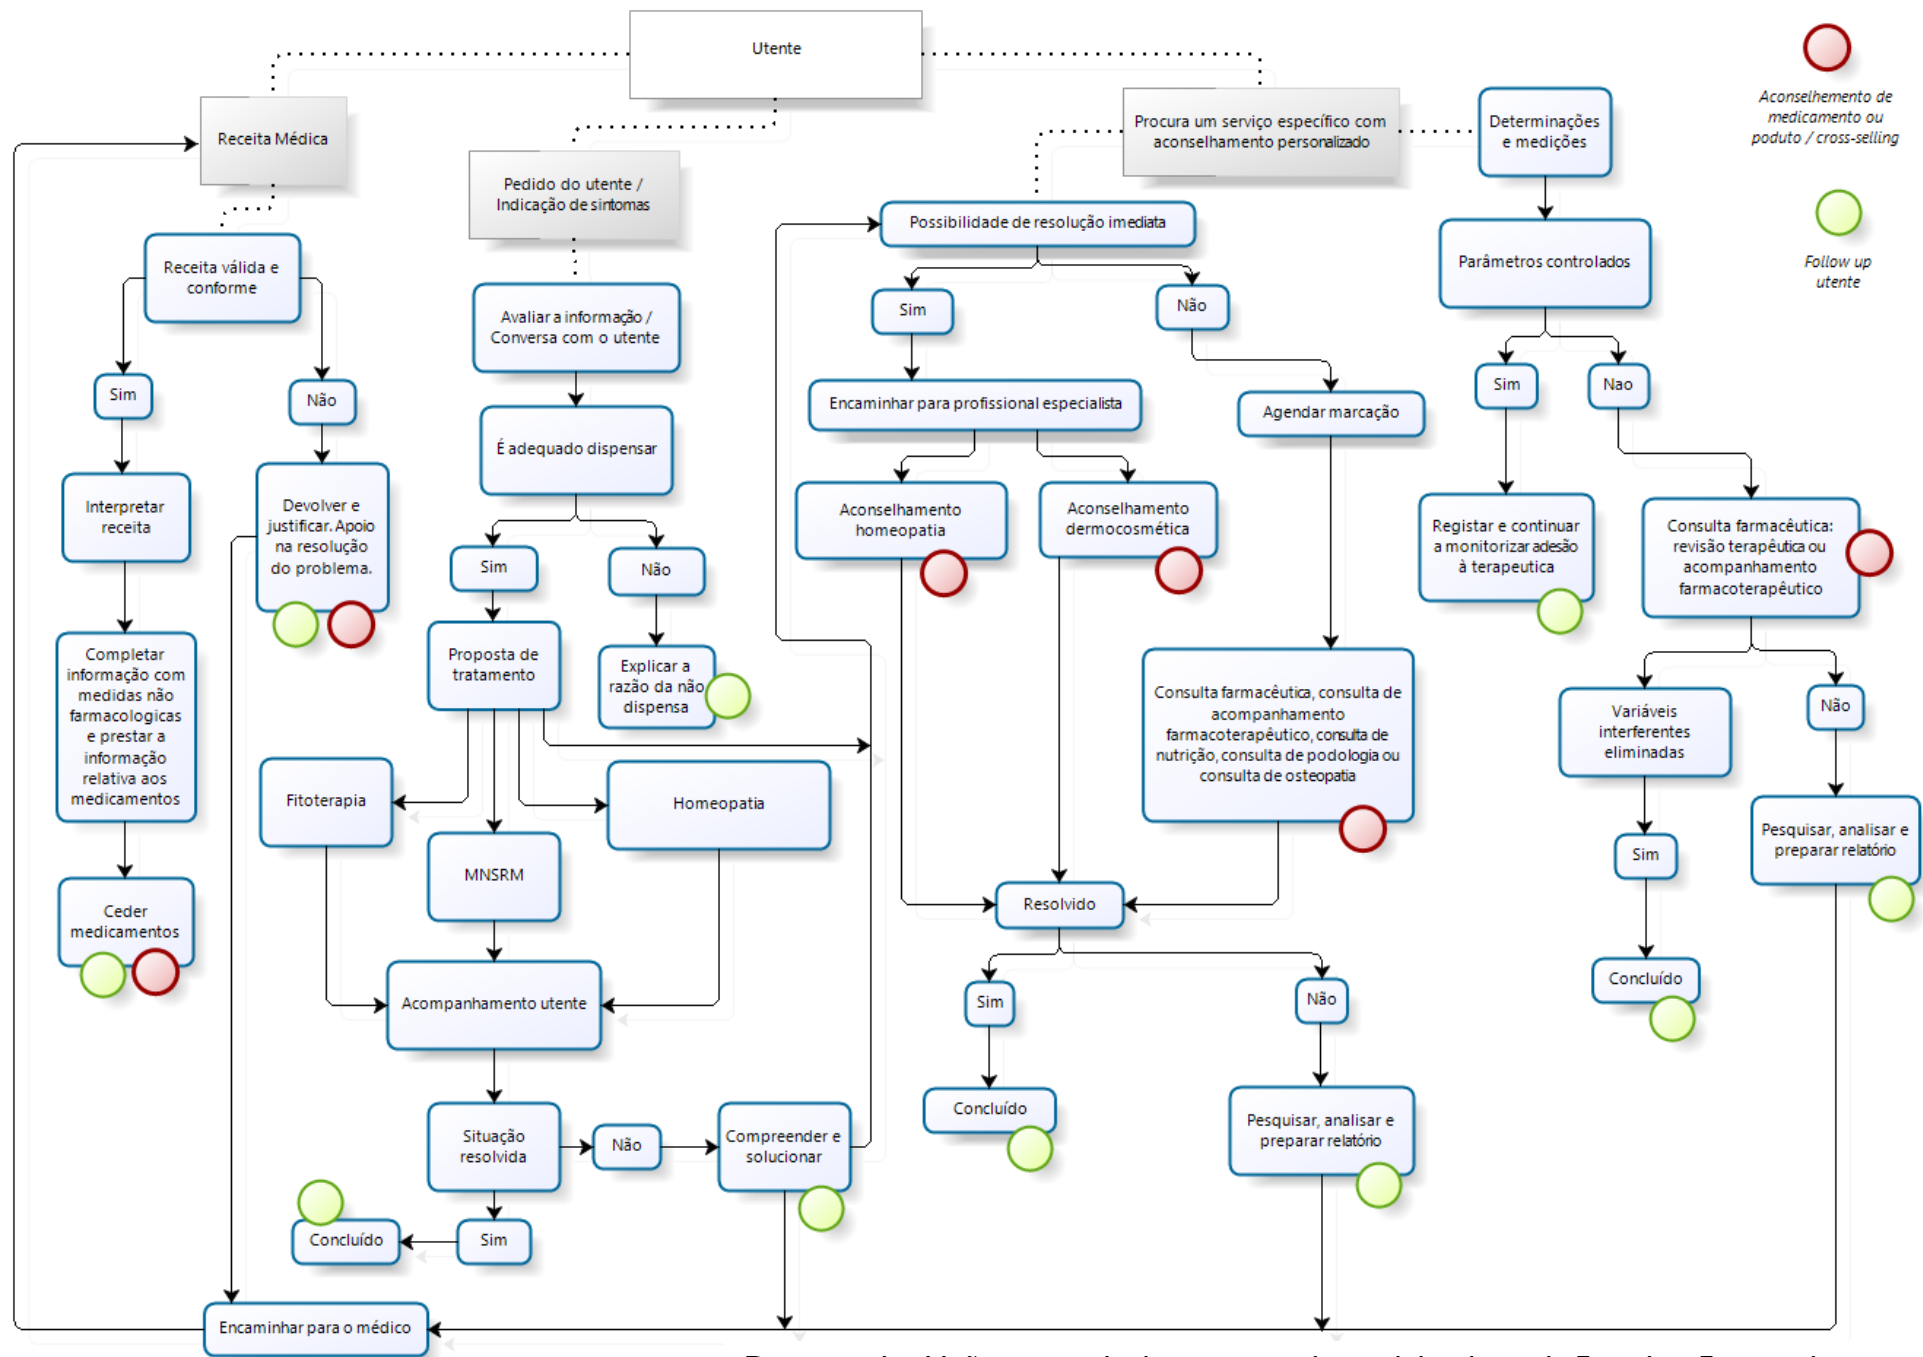 Utente
Receita Médica
Pedido do utente /
Indicação de sintomas
Procura um serviço específico com
aconselhamento personalizado
Determinações
e medições
Aconselhemento de
medicamento ou
poduto / cross-selling
Follow up
utente
Receita válida e
conforme
Sim
Não
Interpretar
receita
Devolver e
justificar. Apoio
na resolução
do problema.
Completar
informação com
medidas não
farmacologicas
e prestar a
informação
relativa aos
medicamentos
Ceder
medicamentos
Avaliar a informação /
Conversa com o utente
É adequado dispensar
Sim
Não
Proposta de
tratamento
Explicar a
razão da não
dispensa
Fitoterapia
MNSRM
Homeopatia
Acompanhamento utente
Situação
resolvida
Não
Compreender e
solucionar
Sim
Concluído
Encaminhar para o médico
Possibilidade de resolução imediata
Sim
Não
Encaminhar para profissional especialista
Agendar marcação
Aconselhamento
homeopatia
Aconselhamento
dermocosmética
Consulta farmacêutica, consulta de
acompanhamento
farmacoterapêutico, consulta de
nutrição, consulta de podologia ou
consulta de osteopatia
Resolvido
Sim
Não
Concluído
Pesquisar, analisar e
preparar relatório
Parâmetros controlados
Sim
Nao
Registar e continuar
a monitorizar adesão
à terapeutica
Consulta farmacêutica:
revisão terapêutica ou
acompanhamento
farmacoterapêutico
Variáveis
interferentes
eliminadas
Não
Sim
Pesquisar, analisar e
preparar relatório
Concluído